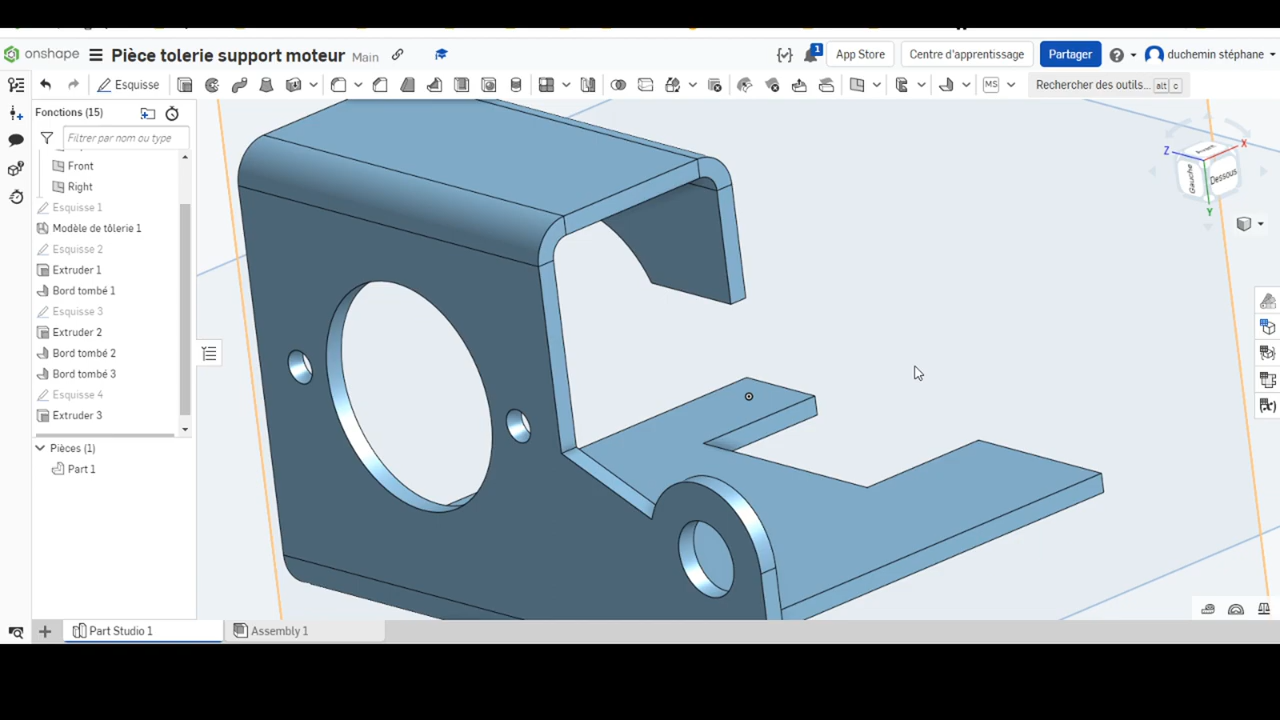 onshape
Pièce tolerie support moteur Main
1
App Store
Centre d'apprentissage
Partager
duchemin stéphane
Esquisse
MS
Rechercher des outils... alt c
Fonctions (15)
Filtrer par nom ou type
Front
Right
Esquisse 1
Modèle de tôlerie 1
Esquisse 2
Extruder 1
Bord tombé 1
Esquisse 3
Extruder 2
Bord tombé 2
Bord tombé 3
Esquisse 4
Extruder 3
Pièces (1)
Part 1
Z
X
Gauche
Dessous
Y
Part Studio 1
Assembly 1